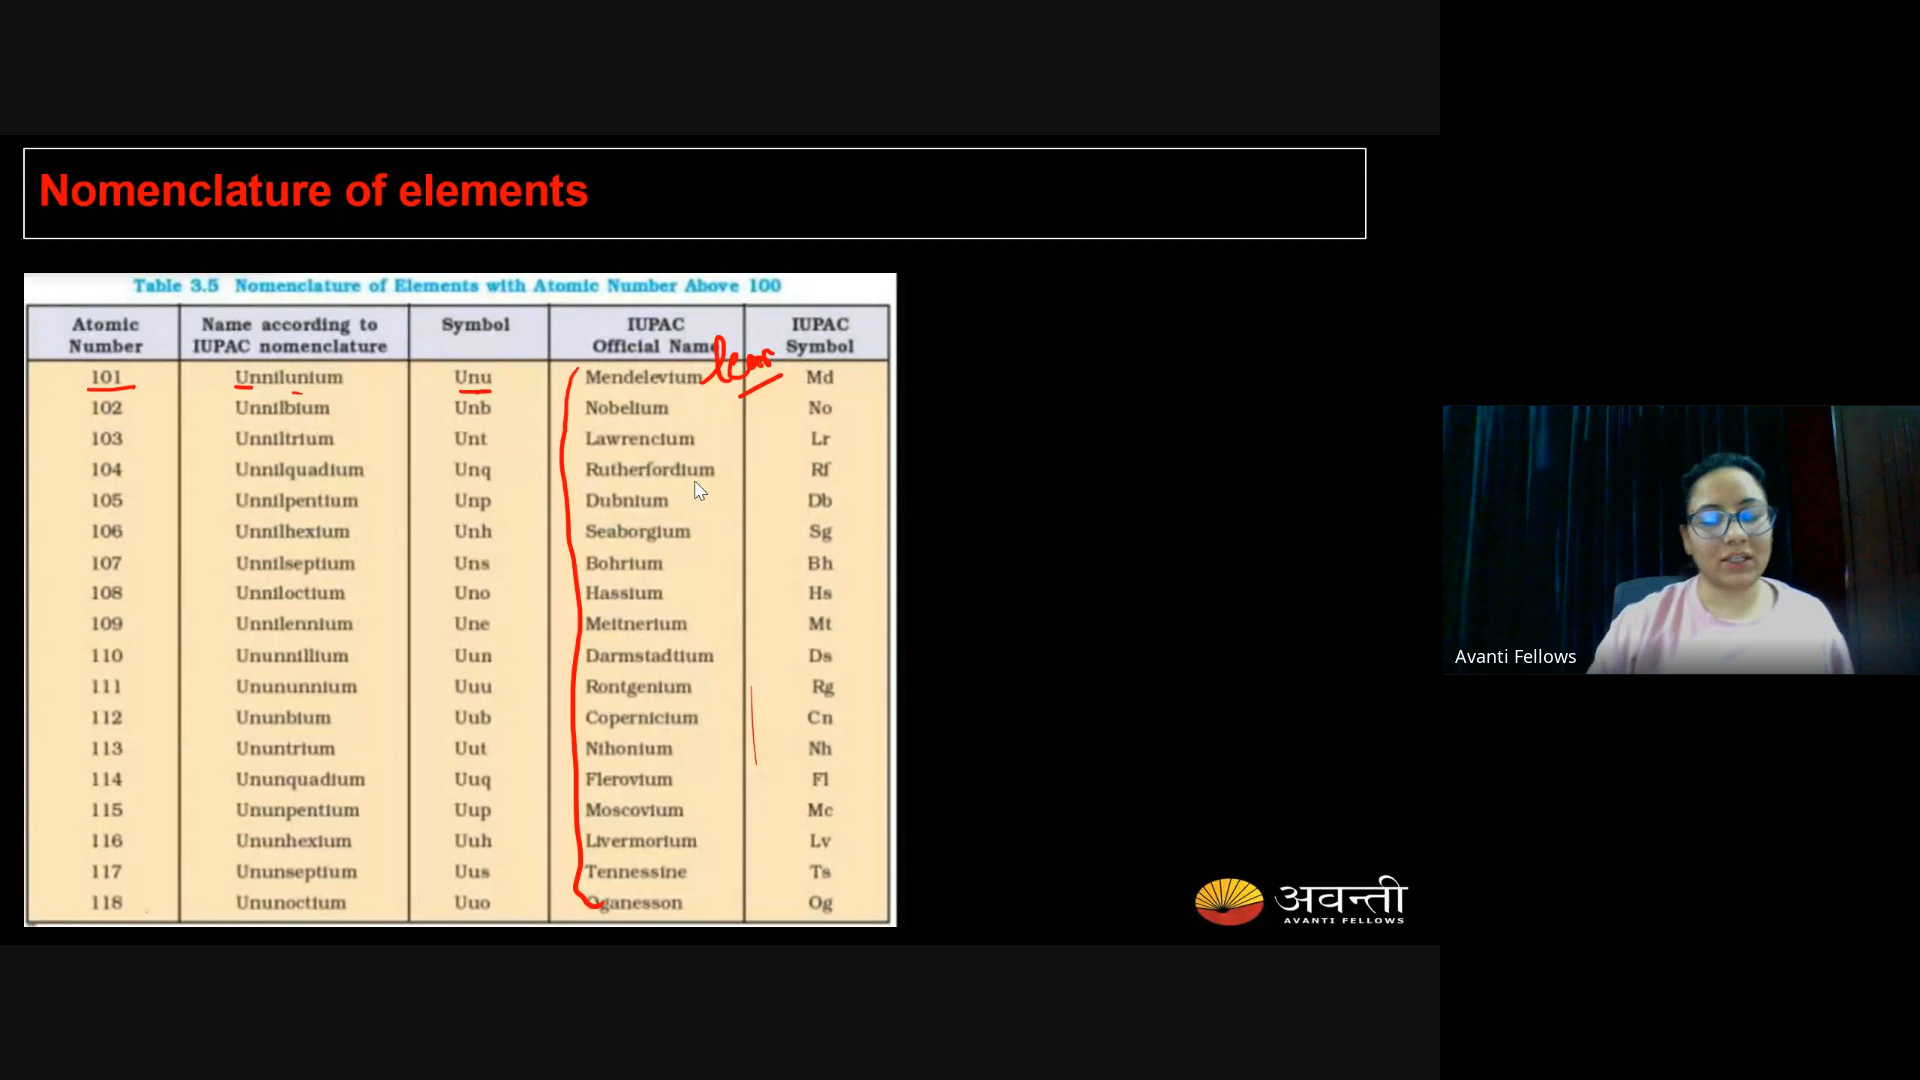 Nomenclature of elements
Table 3.5 Nomenclature of Elements with Atomic Number Above 100
Atomic Number Name according to IUPAC nomenclature Symbol IUPAC Official Name IUPAC Symbol
learn
101 Unnilunium Unu Mendelevium Md
102 Unnilbium Unb Nobelium No
103 Unniltrium Unt Lawrencium Lr
104 Unnilquadium Unq Rutherfordium Rf
105 Unnilpentium Unp Dubnium Db
106 Unnilhexium Unh Seaborgium Sg
107 Unnilseptium Uns Bohrium Bh
108 Unniloctium Uno Hassium Hs
109 Unnilennium Une Meitnerium Mt
110 Ununnillium Uun Darmstadtium Ds
111 Unununnium Uuu Rontgenium Rg
112 Ununbium Uub Copernicium Cn
113 Ununtrium Uut Nihonium Nh
114 Ununquadium Uuq Flerovium Fl
115 Ununpentium Uup Moscovium Mc
116 Ununhexium Uuh Livermorium Lv
117 Ununseptium Uus Tennessine Ts
118 Ununoctium Uuo Oganesson Og
अवन्ती
AVANTI FELLOWS
Avanti Fellows